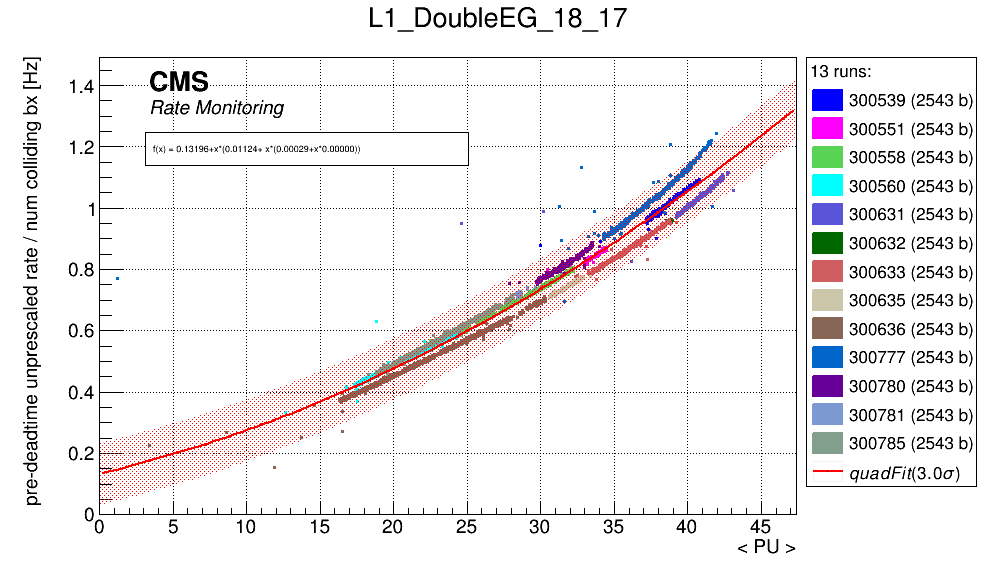 L1_DoubleEG_18_17
pre-deadtime unprescaled rate / num colliding bx [Hz]
CMS
Rate Monitoring
f(x) = 0.13196+x*(0.01124+ x*(0.00029+x*0.00000))
1.4
1.2
1
0.8
0.6
0.4
0.2
0
0 5 10 15 20 25 30 35 40 45
< PU >
13 runs:
300539 (2543 b)
300551 (2543 b)
300558 (2543 b)
300560 (2543 b)
300631 (2543 b)
300632 (2543 b)
300633 (2543 b)
300635 (2543 b)
300636 (2543 b)
300777 (2543 b)
300780 (2543 b)
300781 (2543 b)
300785 (2543 b)
quadFit(3.0σ)